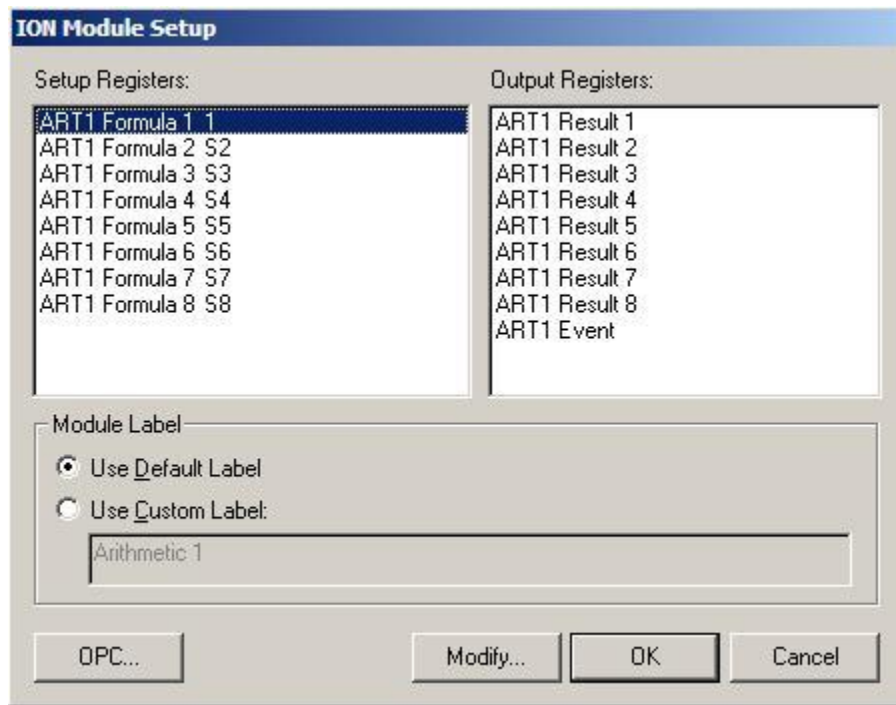 ION Module Setup
Setup Registers:
ART1 Formula 1 1
ART1 Formula 2 S2
ART1 Formula 3 S3
ART1 Formula 4 S4
ART1 Formula 5 S5
ART1 Formula 6 S6
ART1 Formula 7 S7
ART1 Formula 8 S8
Output Registers:
ART1 Result 1
ART1 Result 2
ART1 Result 3
ART1 Result 4
ART1 Result 5
ART1 Result 6
ART1 Result 7
ART1 Result 8
ART1 Event
Module Label
Use Default Label
Use Custom Label:
Arithmetic 1
OPC...
Modify...
OK
Cancel